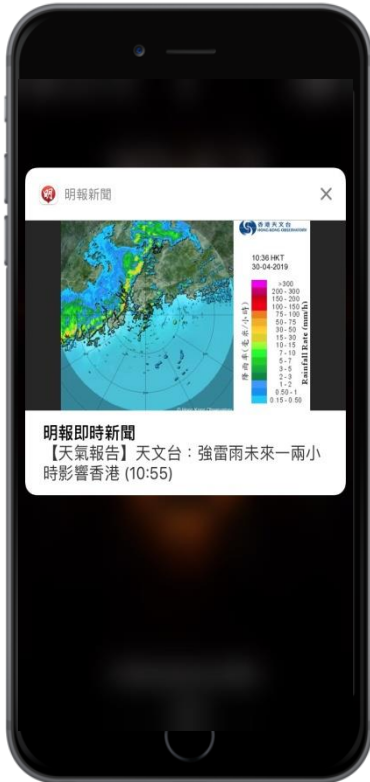 明報新聞
香港天文台
HONG KONG OBSERVATORY
10:36 HKT
30-04-2019
>300
200 - 300
150 - 200
100 - 150
75 - 100
50 - 75
30 - 50
15 - 30
10 - 15
7 - 10
5 - 7
3 - 5
2 - 3
1 - 2
0.50 - 1
0.15 - 0.50
降雨率(毫米/小時)
Rainfall Rate (mm/h)
明報即時新聞
【天氣報告】天文台：強雷雨未來一兩小
時影響香港 (10:55)